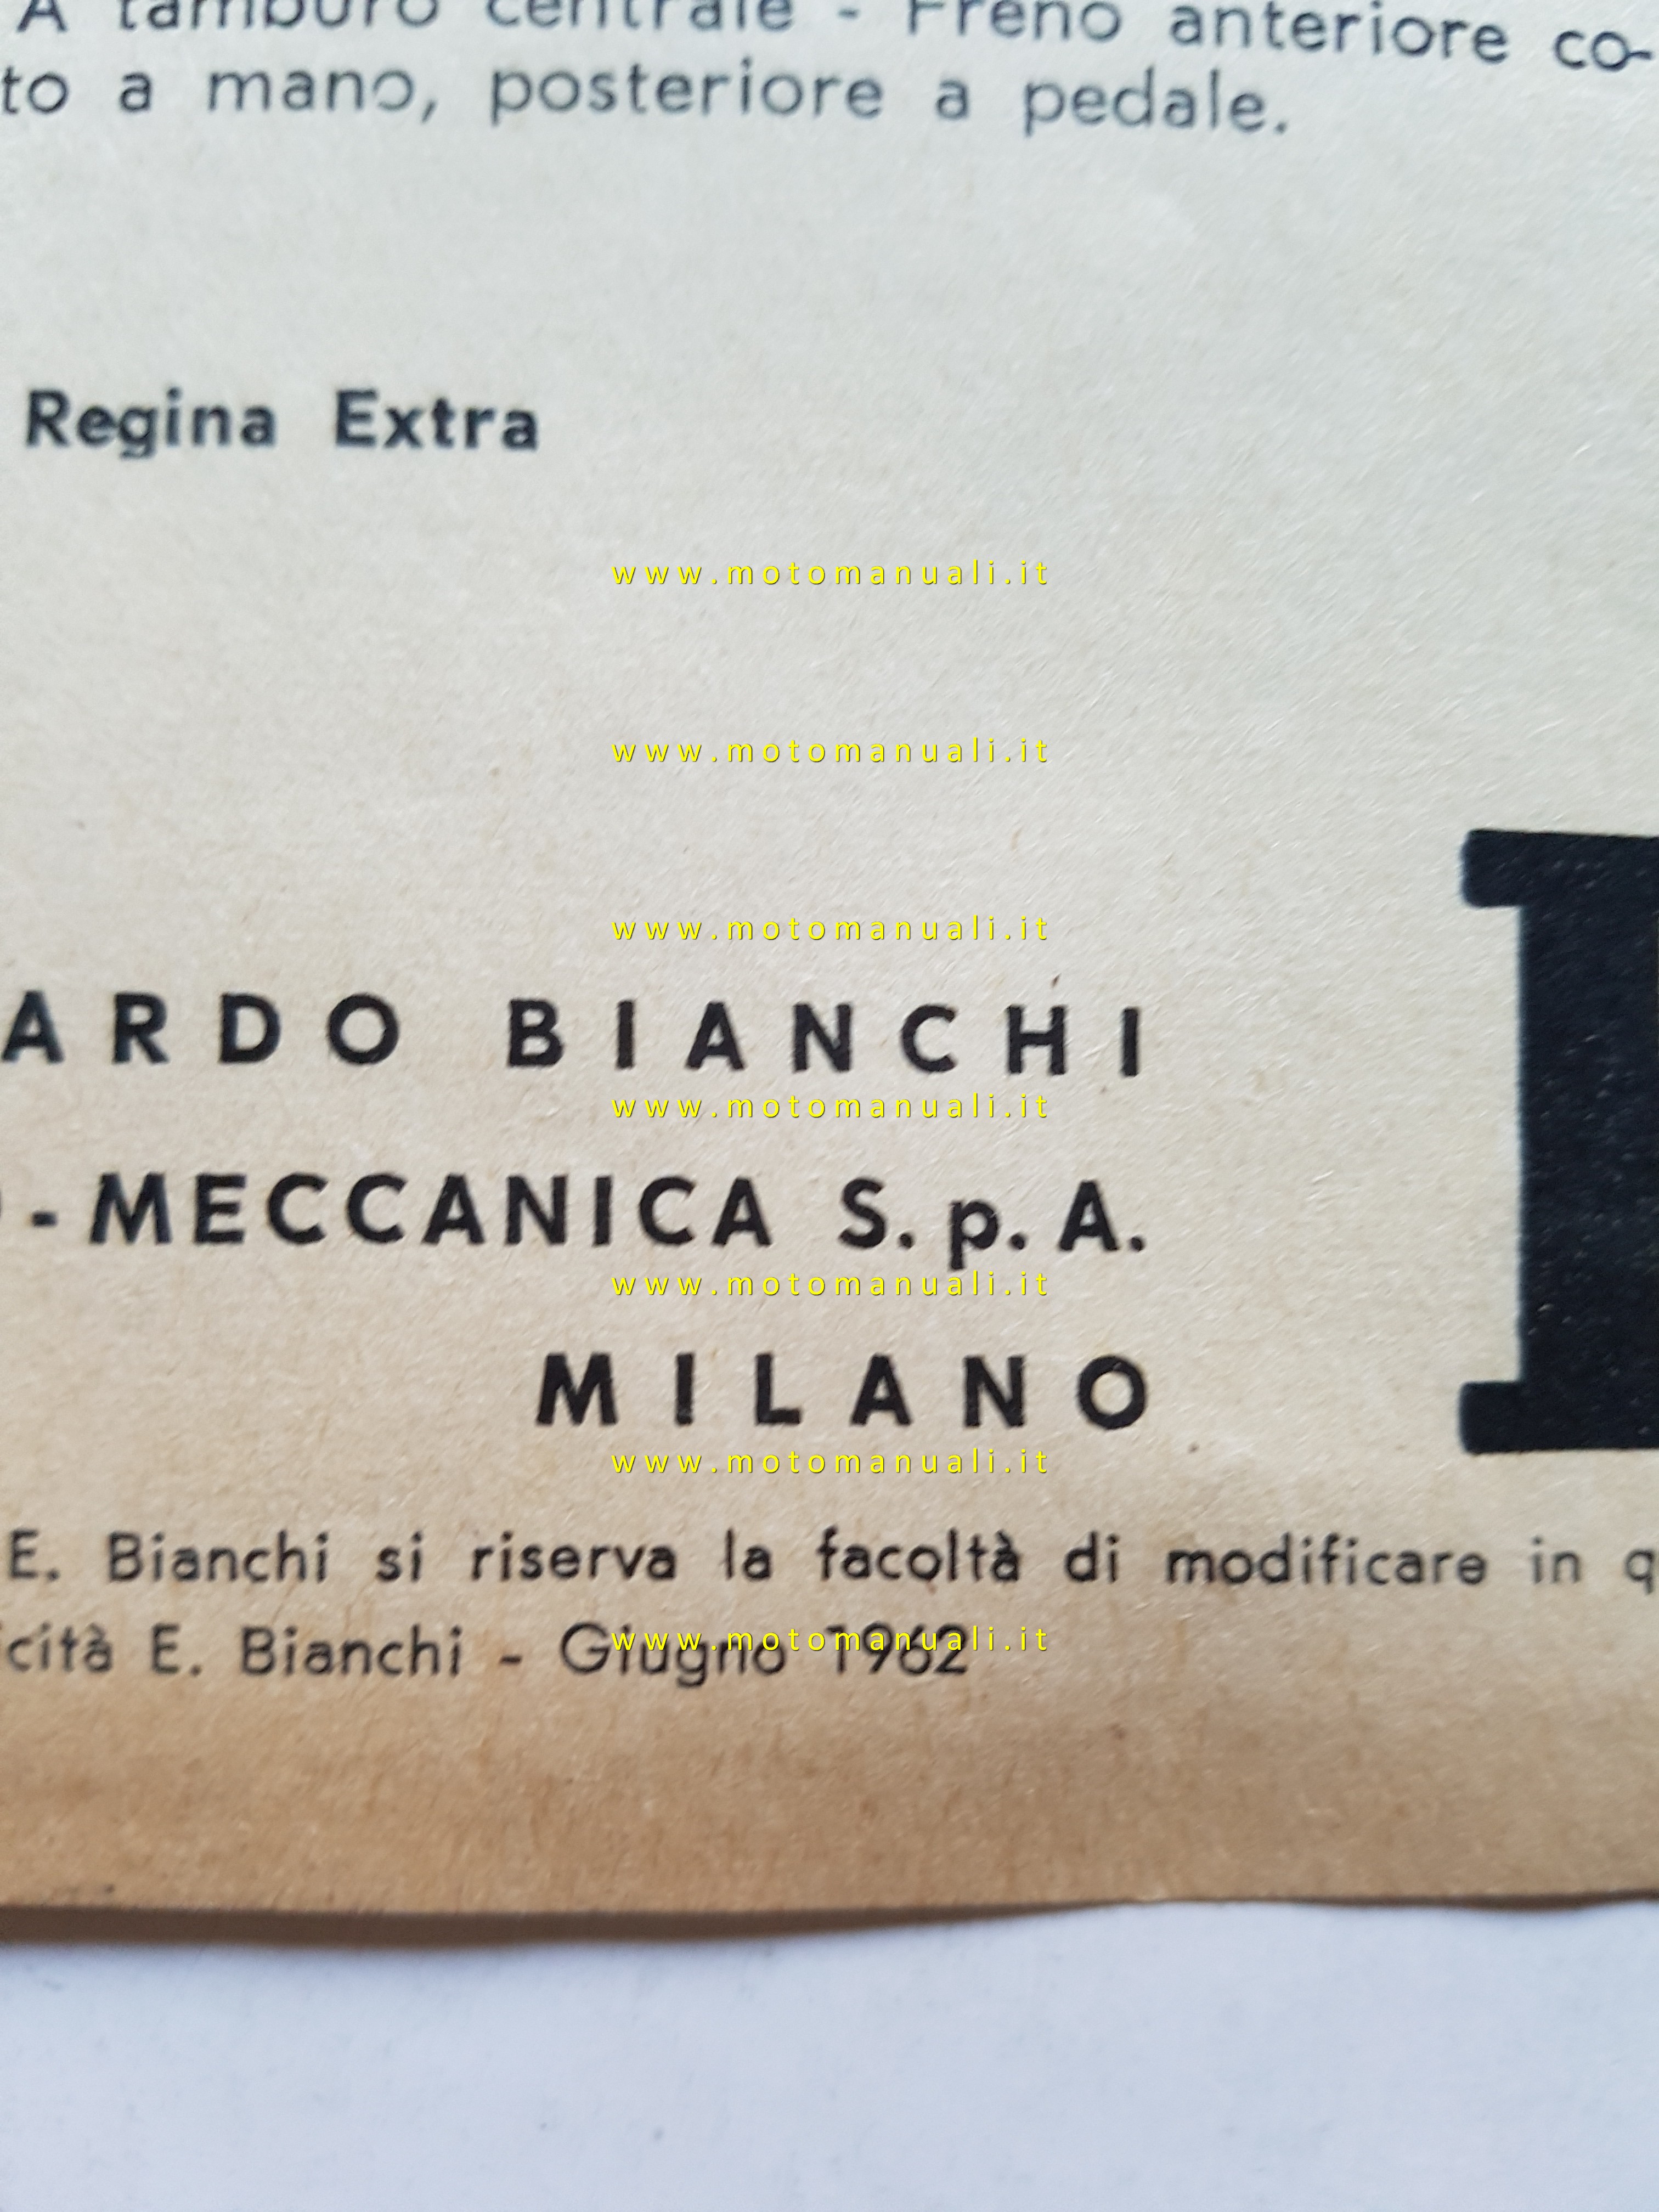 A tamburo centrale - Freno anteriore co-
to a mano, posteriore a pedale.
Regina Extra
www.motomanuali.it
www.motomanuali.it
www.motomanuali.it
ARDO BIANCHI
www.motomanuali.it
-MECCANICA S.p.A.
www.motomanuali.it
MILANO
www.motomanuali.it
E. Bianchi si riserva la facoltà di modificare in q
cità E. Bianchi - Giugno 1962
www.motomanuali.it